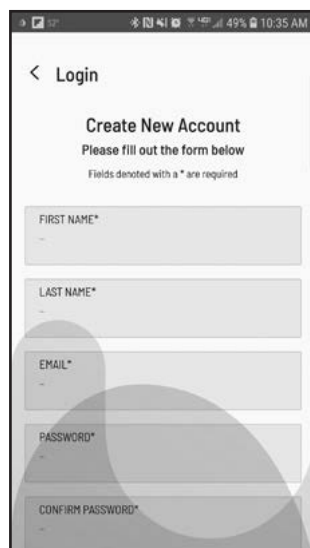 52° 49% 10:35 AM
< Login
Create New Account
Please fill out the form below
Fields denoted with a * are required
FIRST NAME*
–
LAST NAME*
–
EMAIL*
–
PASSWORD*
–
CONFIRM PASSWORD*
–